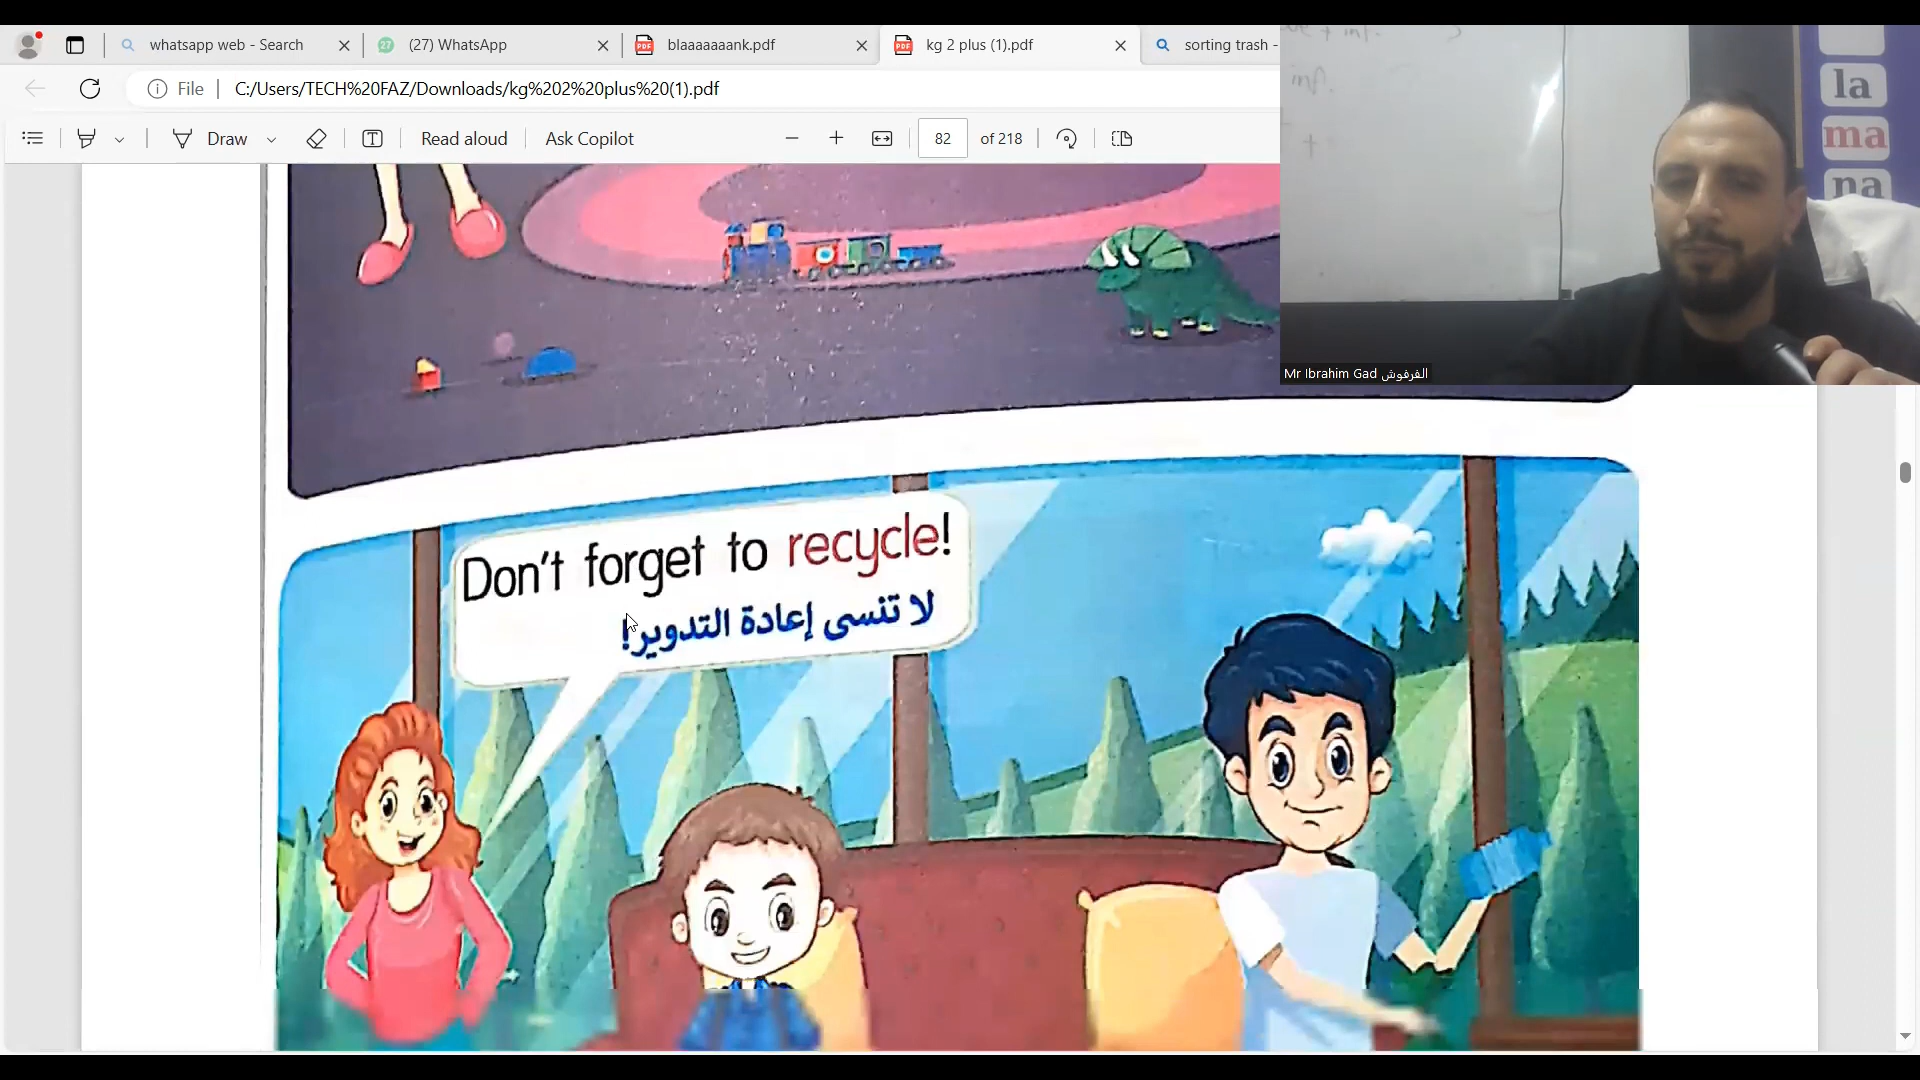 whatsapp web - Search
(27) WhatsApp
blaaaaaaank.pdf
kg 2 plus (1).pdf
sorting trash -
File
C:/Users/TECH%20FAZ/Downloads/kg%202%20plus%20(1).pdf
Draw
Read aloud
Ask Copilot
82
of 218
la
ma
na
Mr Ibrahim Gad الفرفوش
Don't forget to recycle!
لا تنسى إعادة التدوير!